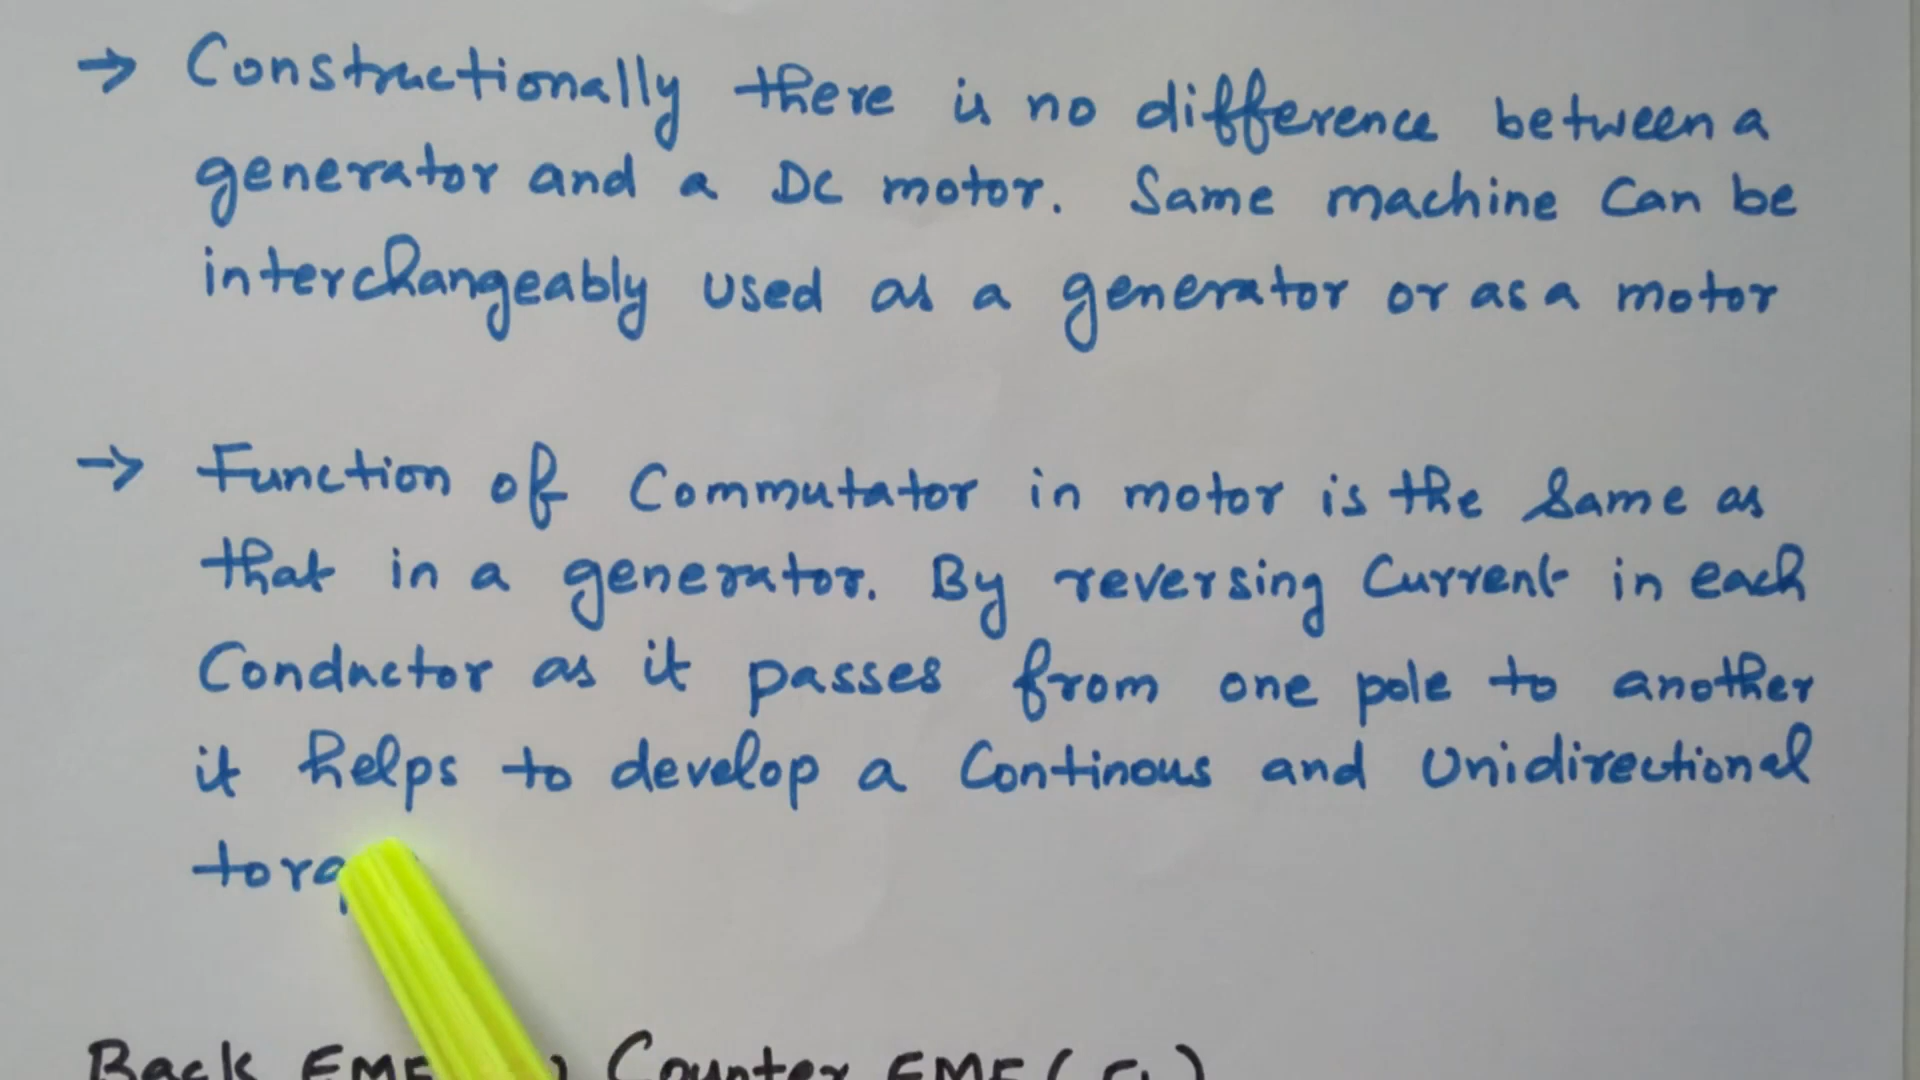 → Constructionally there is no difference between a
generator and a DC motor. Same machine can be
interchangeably used as a generator or as a motor
→ Function of Commutator in motor is the same as
that in a generator. By reversing Current in each
Conductor as it passes from one pole to another
it helps to develop a Continous and Unidirectional
Back EMF Counter EMF (